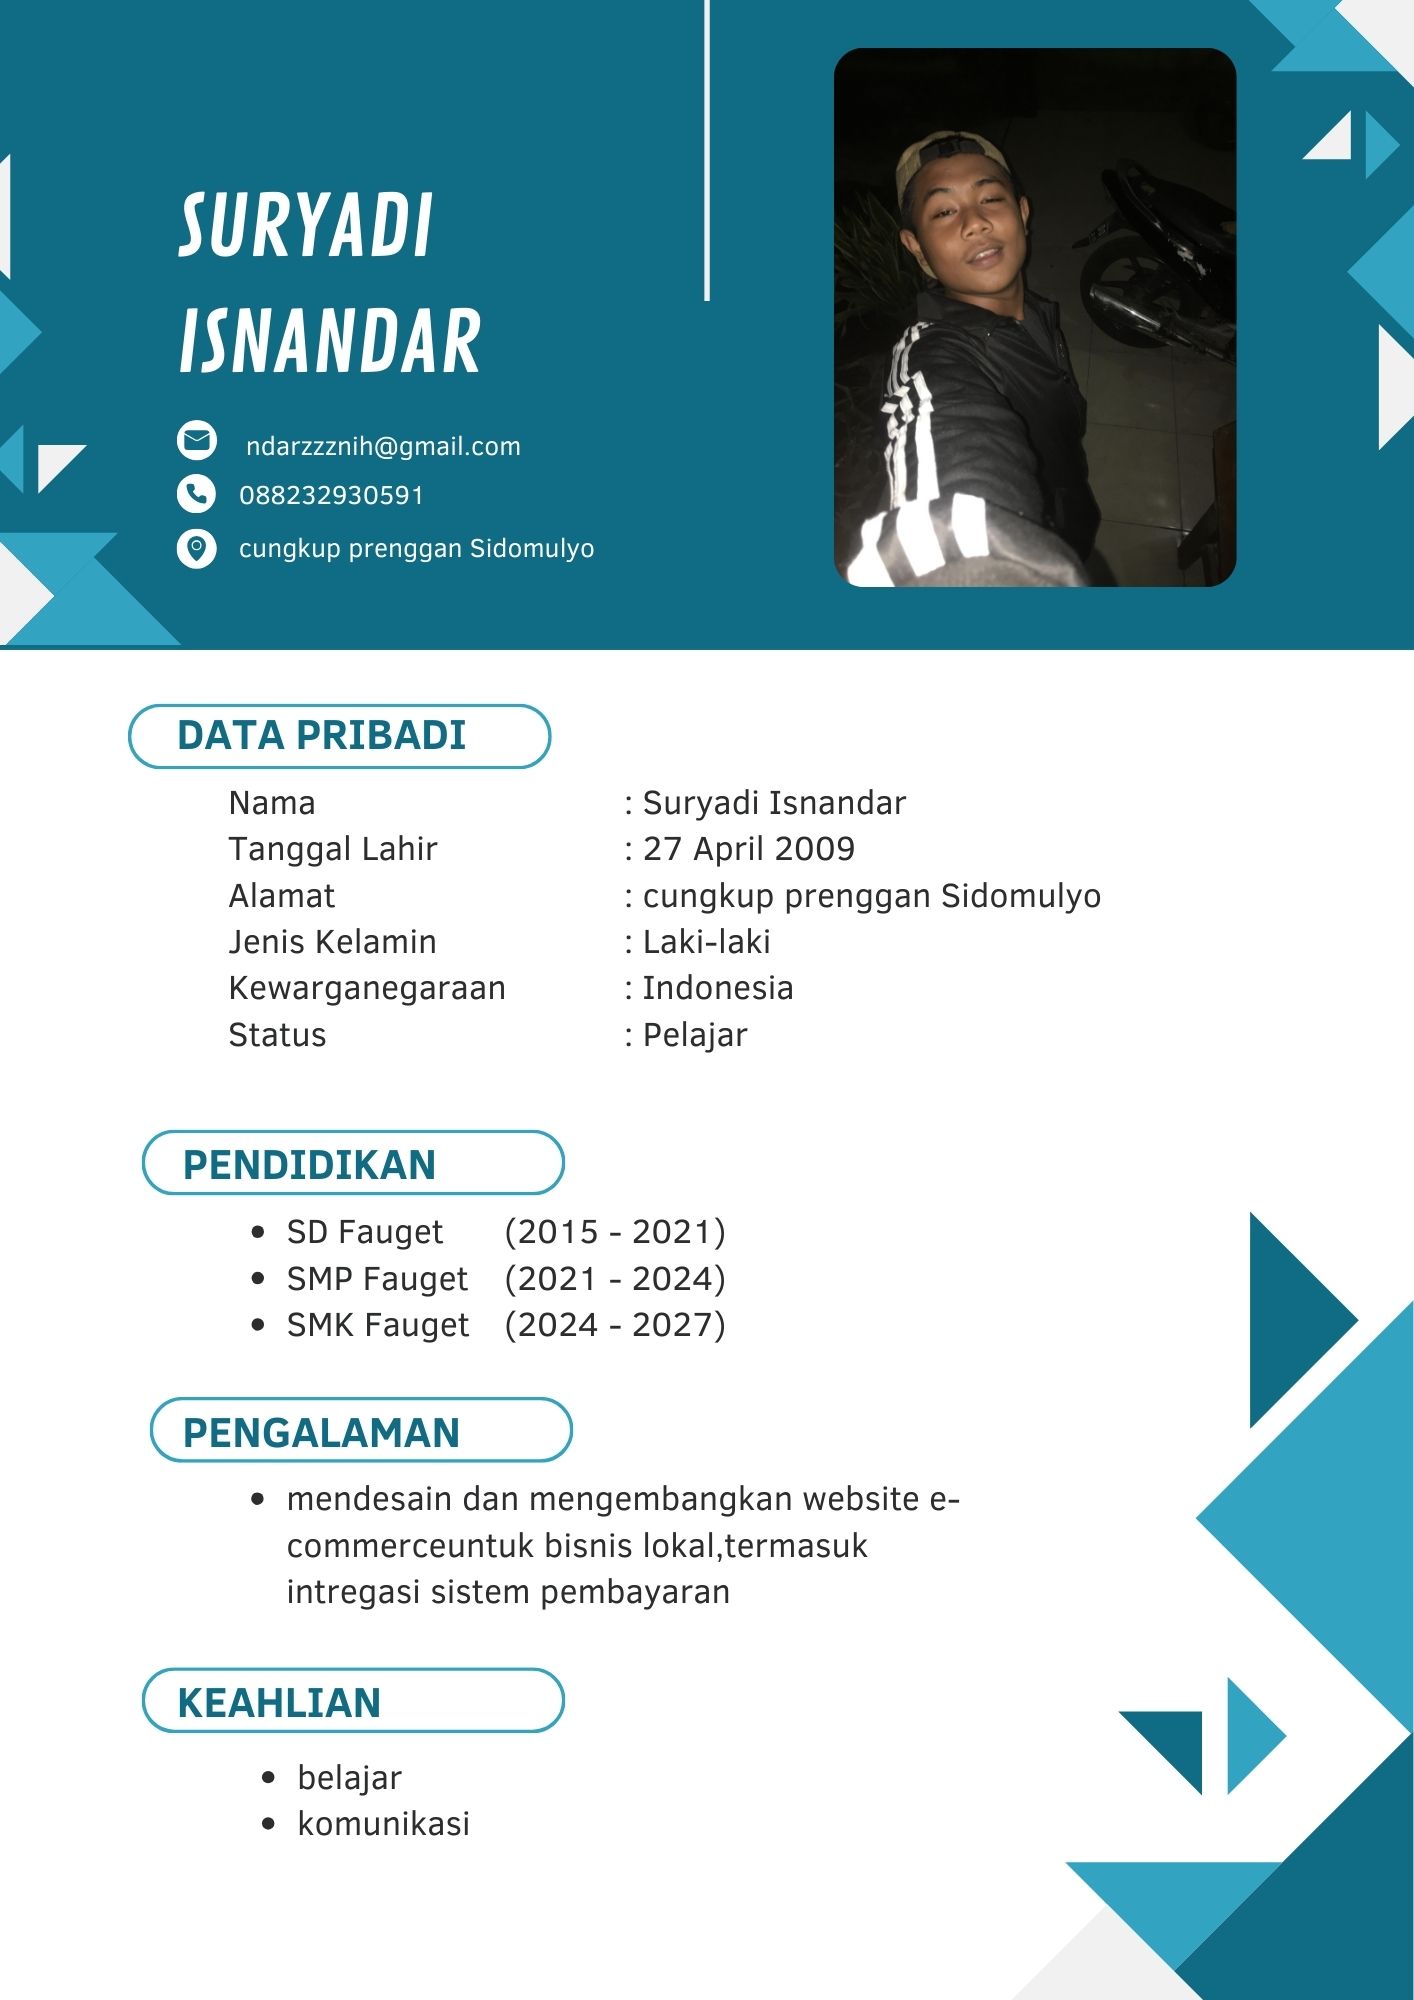 SURYADI
ISNANDAR
ndarzzznih@gmail.com
088232930591
cungkup prenggan Sidomulyo
DATA PRIBADI
Nama : Suryadi Isnandar
Tanggal Lahir : 27 April 2009
Alamat : cungkup prenggan Sidomulyo
Jenis Kelamin : Laki-laki
Kewarganegaraan : Indonesia
Status : Pelajar
PENDIDIKAN
• SD Fauget (2015 - 2021)
• SMP Fauget (2021 - 2024)
• SMK Fauget (2024 - 2027)
PENGALAMAN
• mendesain dan mengembangkan website e-
commerceuntuk bisnis lokal,termasuk
intregasi sistem pembayaran
KEAHLIAN
• belajar
• komunikasi